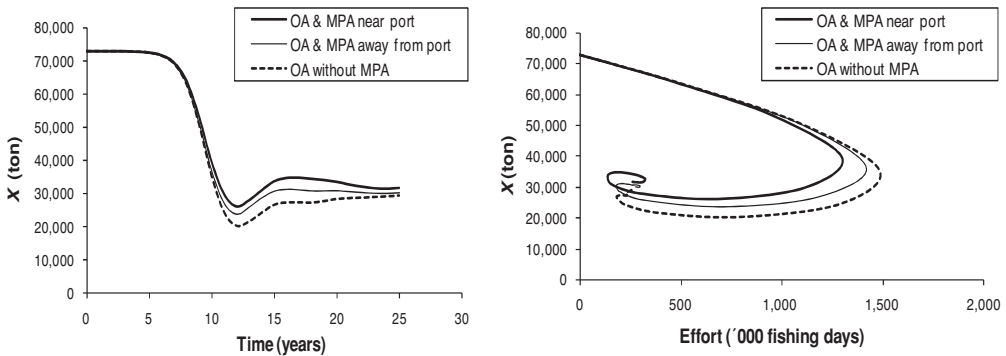 OA & MPA near port
OA & MPA away from port
OA without MPA
80,000
70,000
60,000
50,000
40,000
30,000
20,000
10,000
0
X (ton)
0 5 10 15 20 25 30
Time (years)
OA & MPA near port
OA & MPA away from port
OA without MPA
80,000
70,000
60,000
50,000
40,000
30,000
20,000
10,000
0
X (ton)
0 500 1,000 1,500 2,000
Effort (´000 fishing days)